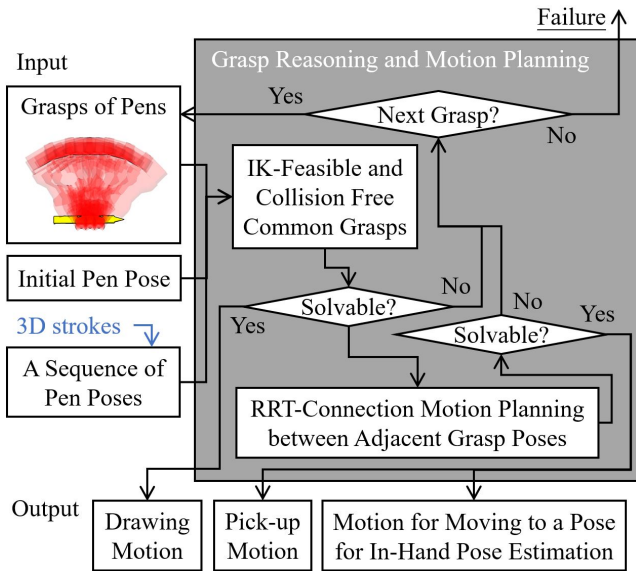 Failure
Input
Grasp Reasoning and Motion Planning
Grasps of Pens
Yes
Next Grasp?
No
IK-Feasible and
Collision Free
Common Grasps
Initial Pen Pose
No
Solvable?
Yes
No
Yes
Solvable?
3D strokes
A Sequence of
Pen Poses
RRT-Connection Motion Planning
between Adjacent Grasp Poses
Output
Drawing
Motion
Pick-up
Motion
Motion for Moving to a Pose
for In-Hand Pose Estimation